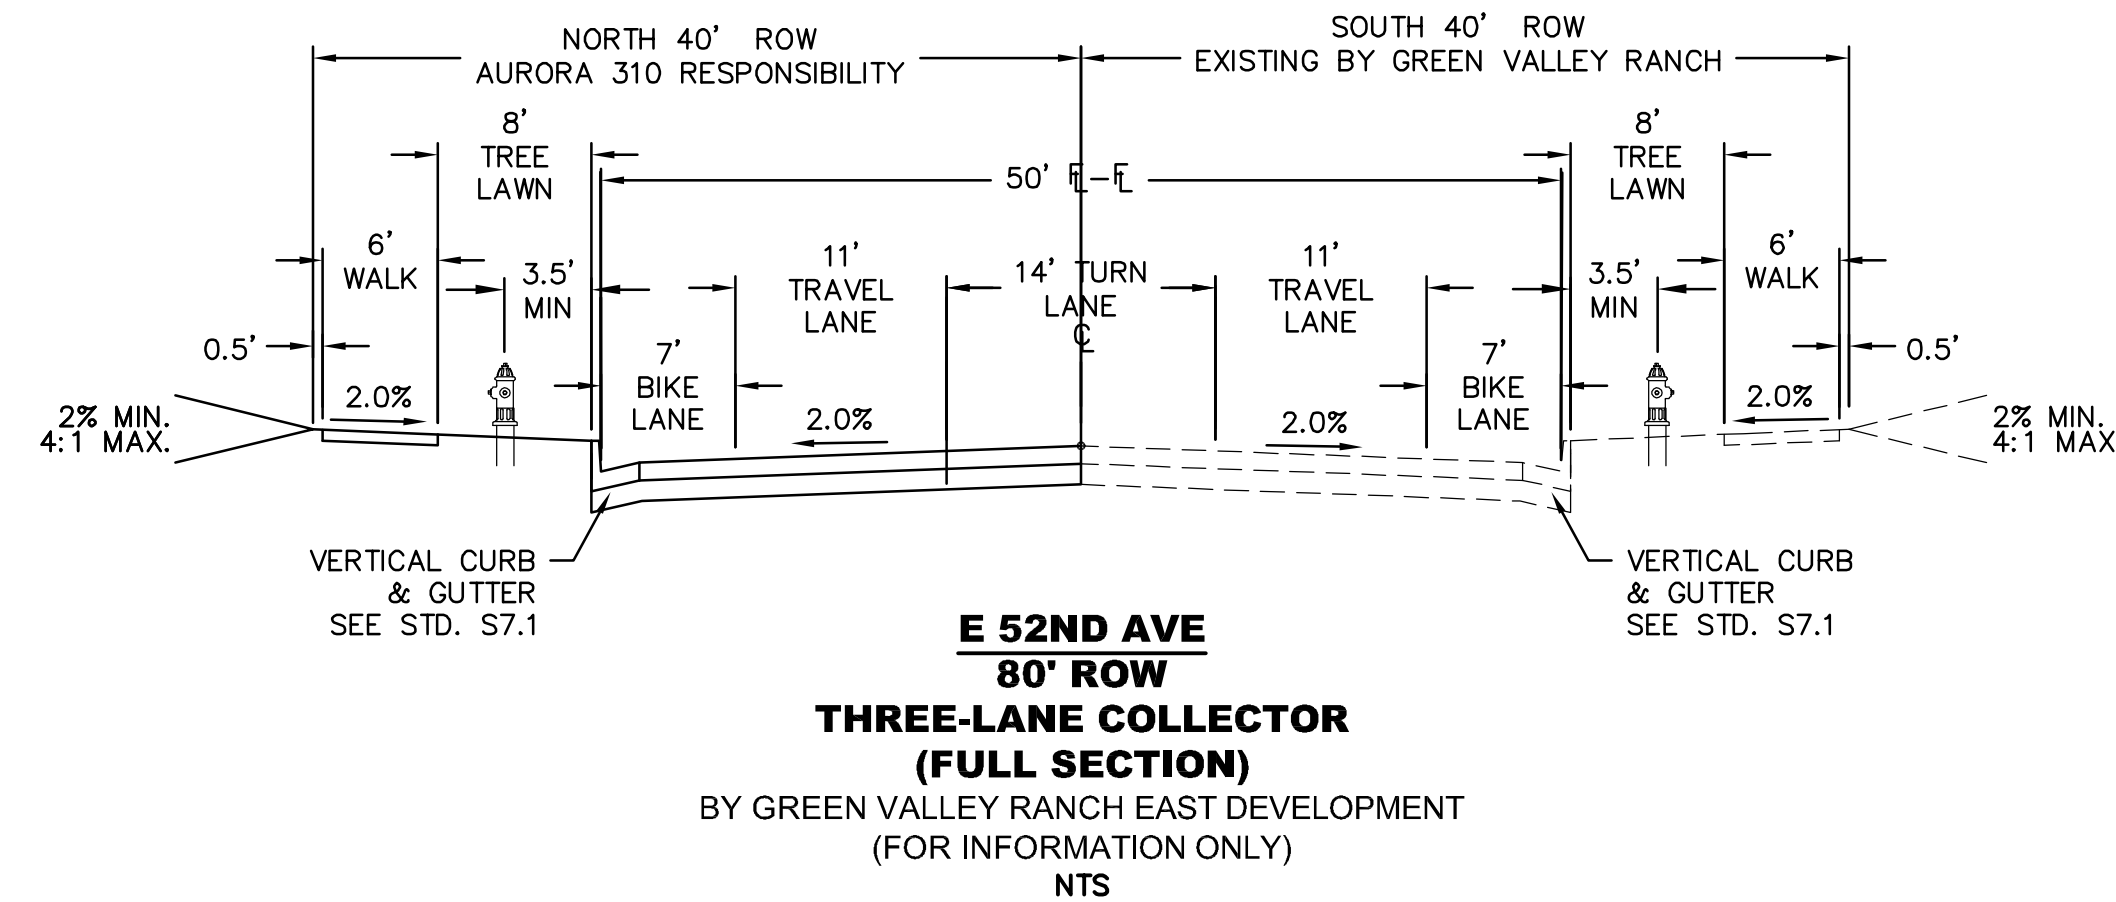 NORTH 40' ROW
AURORA 310 RESPONSIBILITY
SOUTH 40' ROW
EXISTING BY GREEN VALLEY RANCH
8'
TREE
LAWN
50' FL-FL
8'
TREE
LAWN
6'
WALK
3.5'
MIN
11'
TRAVEL
LANE
14' TURN
LANE
CL
11'
TRAVEL
LANE
3.5'
MIN
6'
WALK
0.5'
7'
BIKE
LANE
7'
BIKE
LANE
0.5'
2% MIN.
4:1 MAX.
2.0%
2.0%
2.0%
2.0%
2% MIN.
4:1 MAX
VERTICAL CURB
& GUTTER
SEE STD. S7.1
VERTICAL CURB
& GUTTER
SEE STD. S7.1
E 52ND AVE
80' ROW
THREE-LANE COLLECTOR
(FULL SECTION)
BY GREEN VALLEY RANCH EAST DEVELOPMENT
(FOR INFORMATION ONLY)
NTS